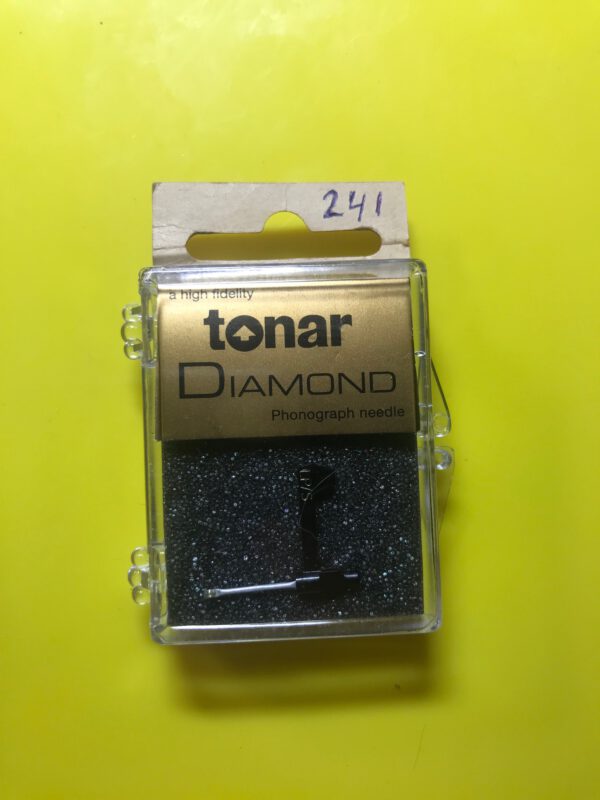 241
a high fidelity
tonar
DIAMOND
Phonograph needle